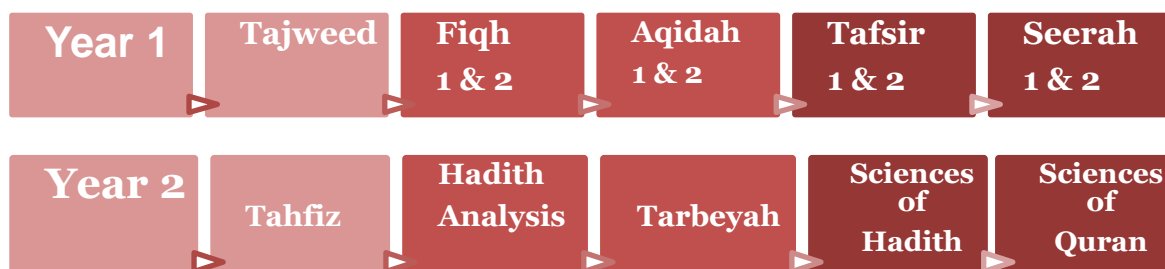 Year 1
Tajweed
Fiqh
1 & 2
Aqidah
1 & 2
Tafsir
1 & 2
Seerah
1 & 2
Year 2
Tahfiz
Hadith
Analysis
Tarbeyah
Sciences
of
Hadith
Sciences
of
Quran